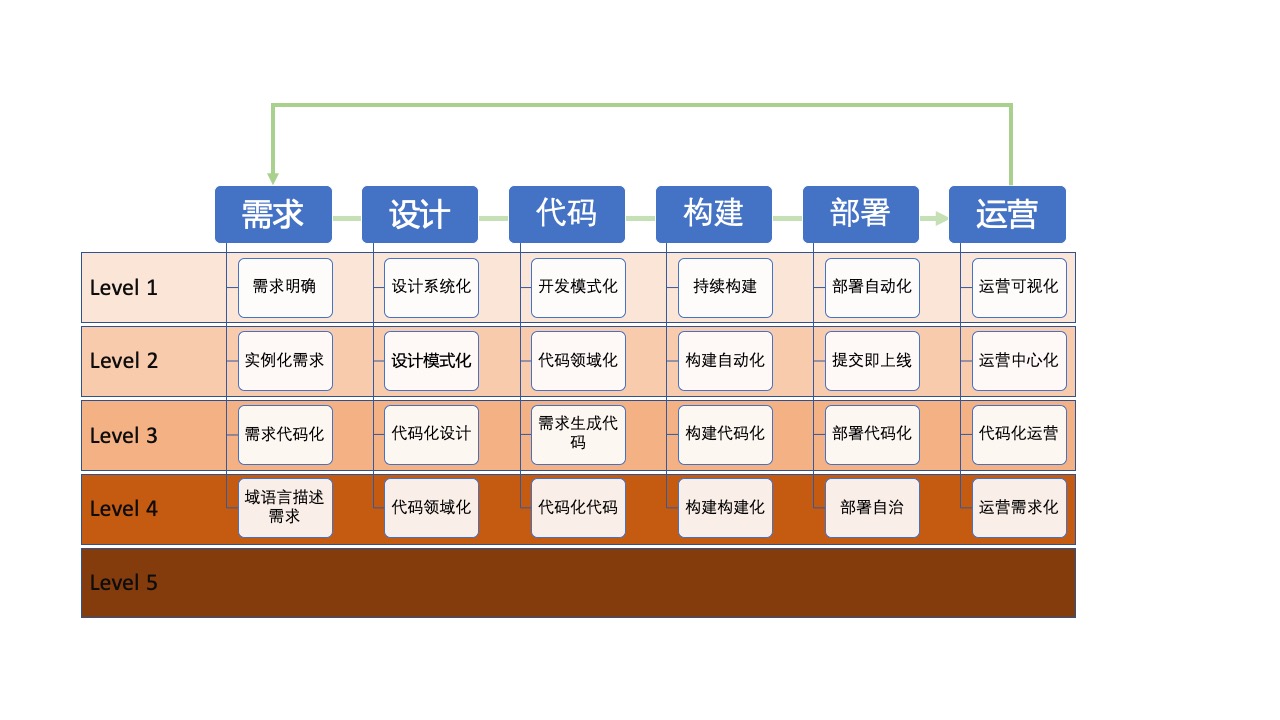 需求
设计
代码
构建
部署
运营
Level 1
需求明确
设计系统化
开发模式化
持续构建
部署自动化
运营可视化
Level 2
实例化需求
设计模式化
代码领域化
构建自动化
提交即上线
运营中心化
Level 3
需求代码化
代码化设计
需求生成代
码
构建代码化
部署代码化
代码化运营
Level 4
域语言描述
需求
代码领域化
代码化代码
构建构建化
部署自治
运营需求化
Level 5